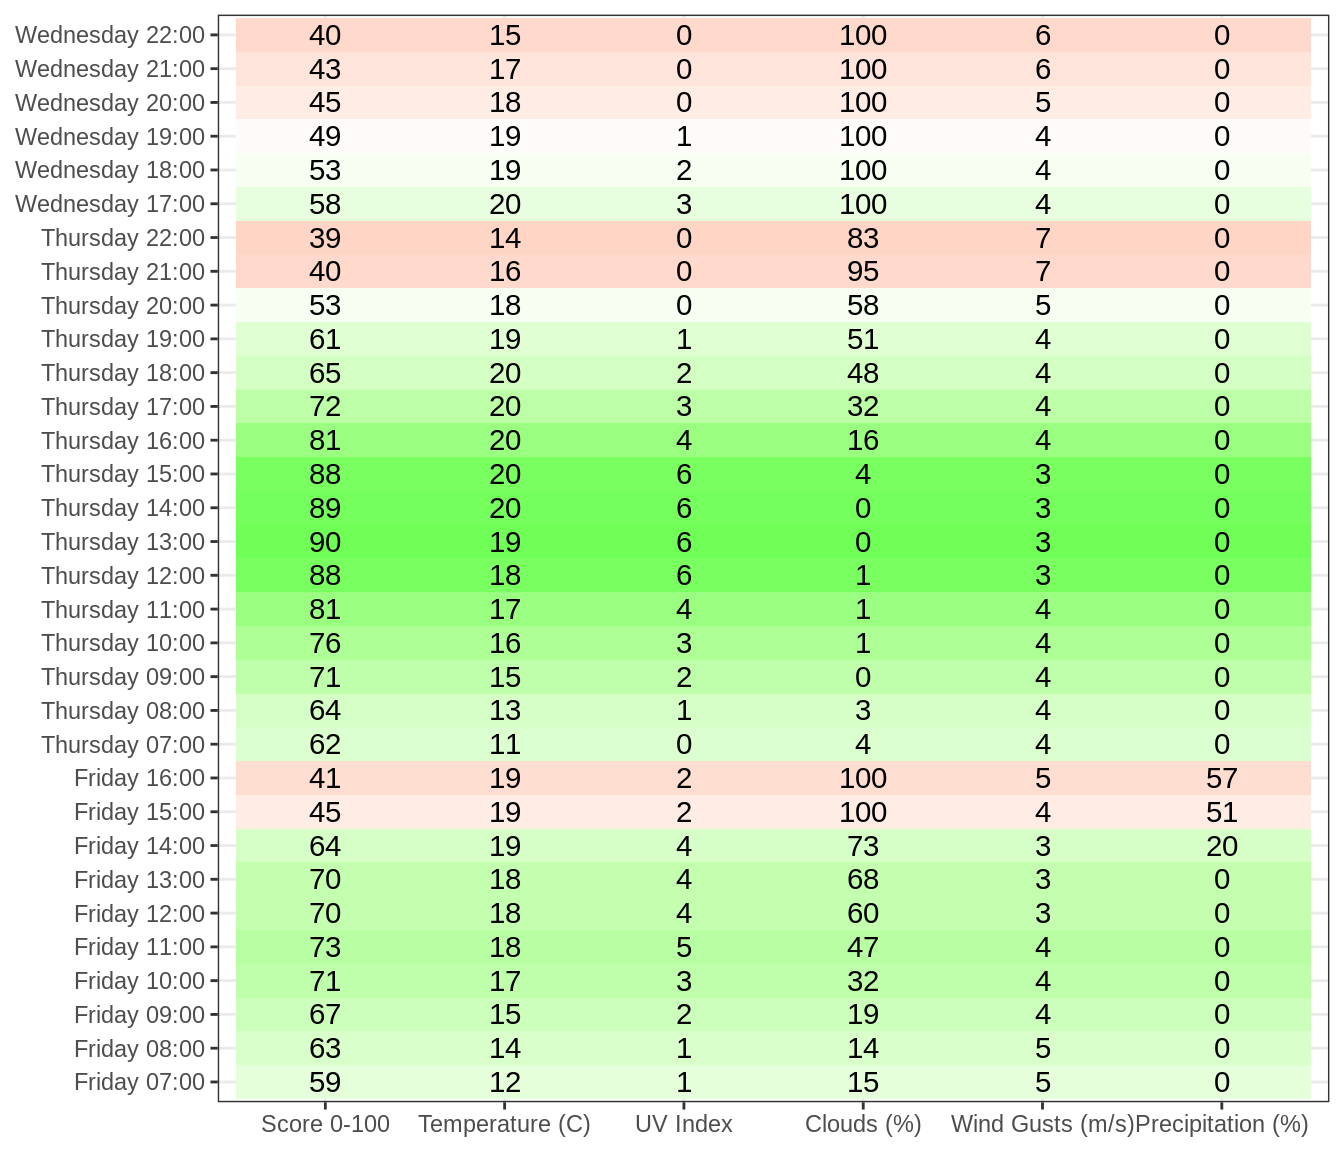 Wednesday 22:00 40 15 0 100 6 0
Wednesday 21:00 43 17 0 100 6 0
Wednesday 20:00 45 18 0 100 5 0
Wednesday 19:00 49 19 1 100 4 0
Wednesday 18:00 53 19 2 100 4 0
Wednesday 17:00 58 20 3 100 4 0
Thursday 22:00 39 14 0 83 7 0
Thursday 21:00 40 16 0 95 7 0
Thursday 20:00 53 18 0 58 5 0
Thursday 19:00 61 19 1 51 4 0
Thursday 18:00 65 20 2 48 4 0
Thursday 17:00 72 20 3 32 4 0
Thursday 16:00 81 20 4 16 4 0
Thursday 15:00 88 20 6 4 3 0
Thursday 14:00 89 20 6 0 3 0
Thursday 13:00 90 19 6 0 3 0
Thursday 12:00 88 18 6 1 3 0
Thursday 11:00 81 17 4 1 4 0
Thursday 10:00 76 16 3 1 4 0
Thursday 09:00 71 15 2 0 4 0
Thursday 08:00 64 13 1 3 4 0
Thursday 07:00 62 11 0 4 4 0
Friday 16:00 41 19 2 100 5 57
Friday 15:00 45 19 2 100 4 51
Friday 14:00 64 19 4 73 3 20
Friday 13:00 70 18 4 68 3 0
Friday 12:00 70 18 4 60 3 0
Friday 11:00 73 18 5 47 4 0
Friday 10:00 71 17 3 32 4 0
Friday 09:00 67 15 2 19 4 0
Friday 08:00 63 14 1 14 5 0
Friday 07:00 59 12 1 15 5 0
Score 0-100 Temperature (C) UV Index Clouds (%) Wind Gusts (m/s) Precipitation (%)